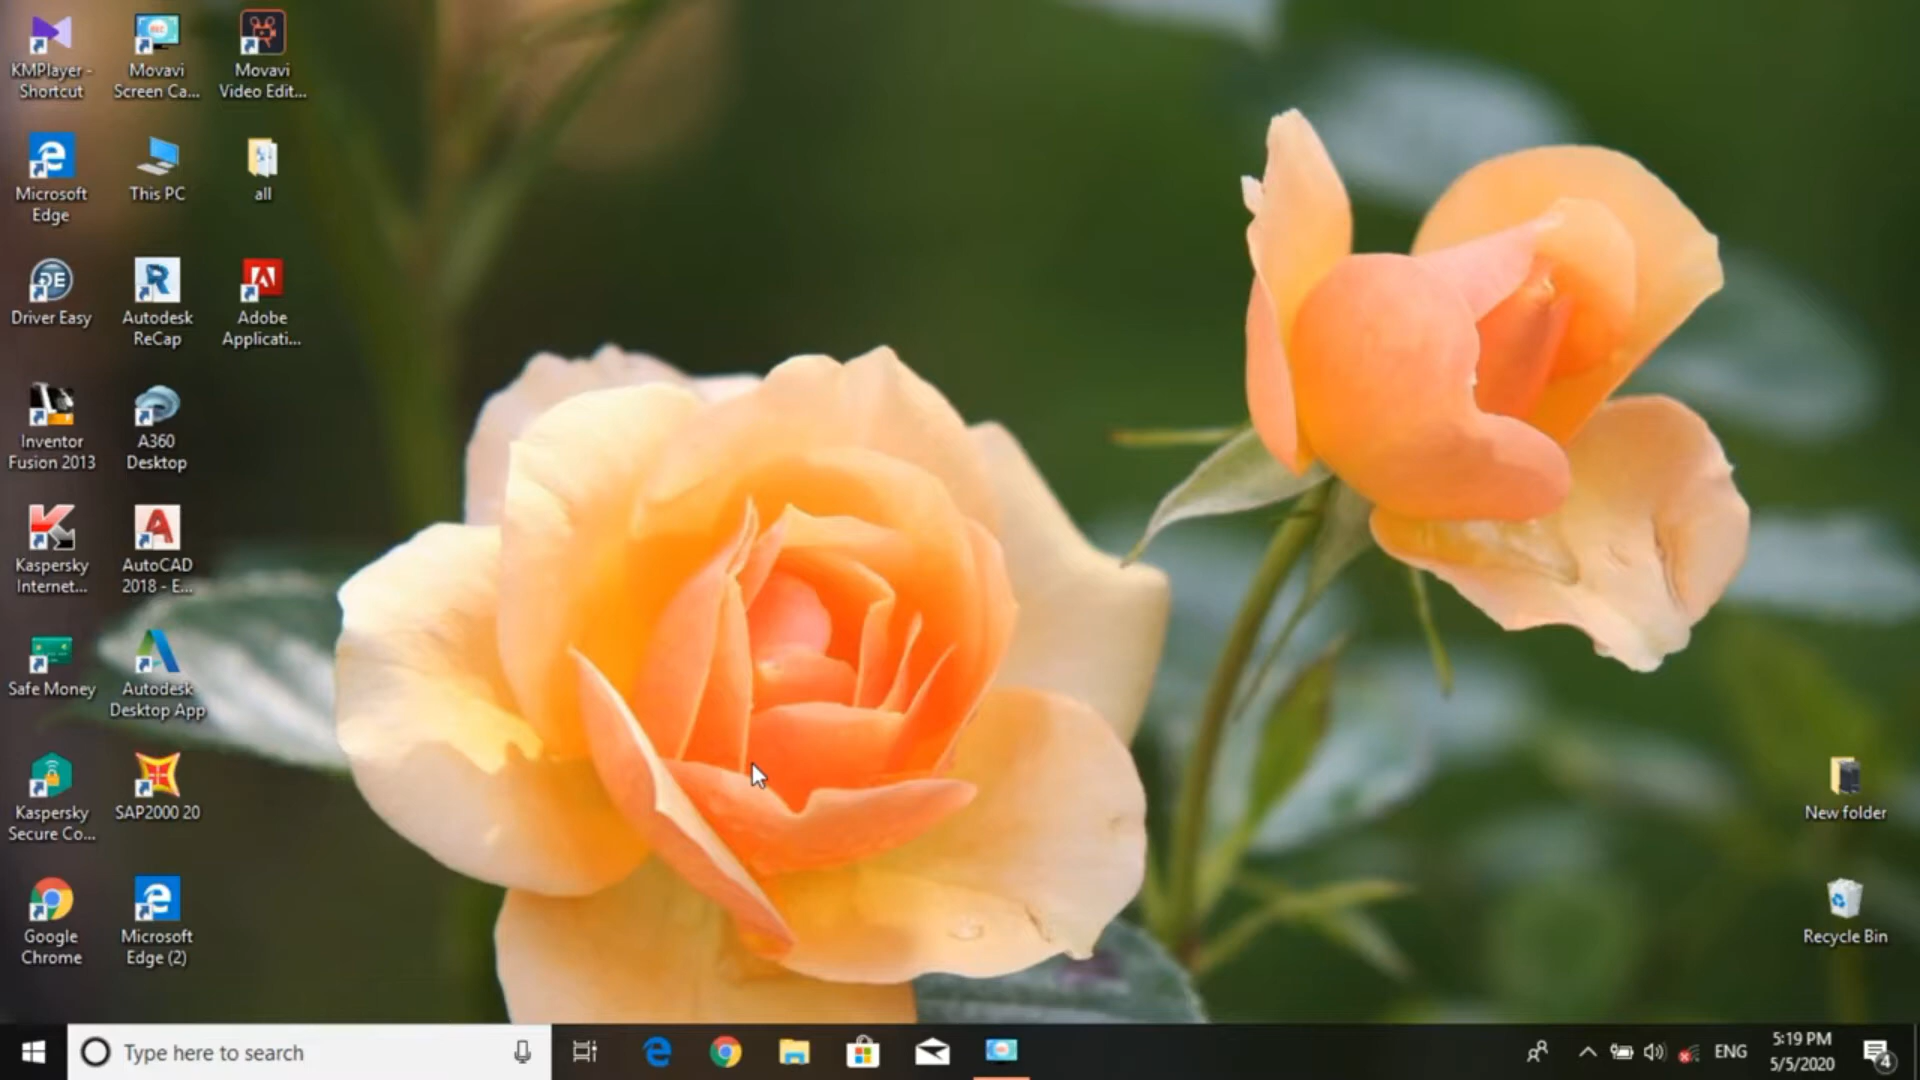 KMPlayer -
Shortcut
Movavi
Screen Ca...
Movavi
Video Edit...
Microsoft
Edge
This PC
all
Driver Easy
Autodesk
ReCap
Adobe
Applicati...
Inventor
Fusion 2013
A360
Desktop
Kaspersky
Internet...
AutoCAD
2018 - E...
Safe Money
Autodesk
Desktop App
Kaspersky
Secure Co...
SAP2000 20
Google
Chrome
Microsoft
Edge (2)
New folder
Recycle Bin
Type here to search
ENG
5:19 PM
5/5/2020
4